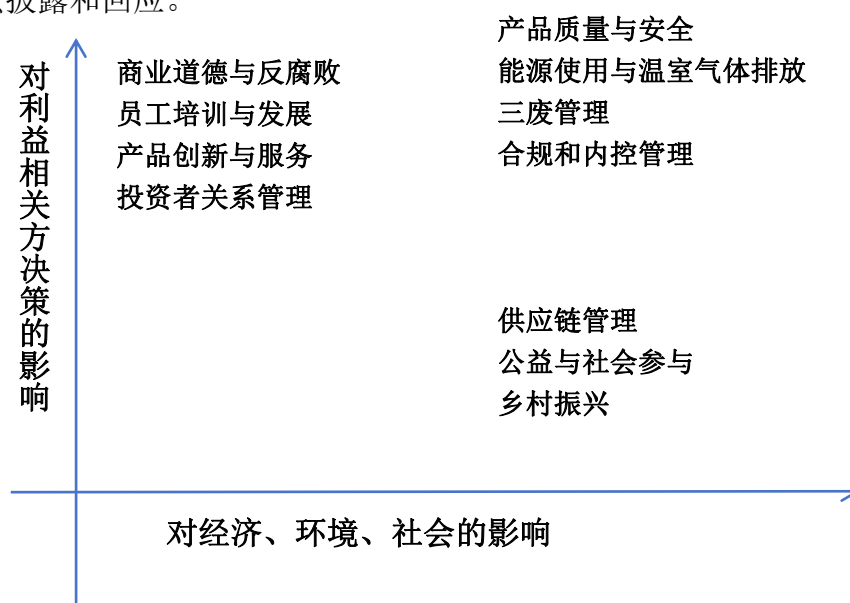 披露和回应。
对利益相关方决策的影响
商业道德与反腐败
员工培训与发展
产品创新与服务
投资者关系管理
产品质量与安全
能源使用与温室气体排放
三废管理
合规和内控管理
供应链管理
公益与社会参与
乡村振兴
对经济、环境、社会的影响